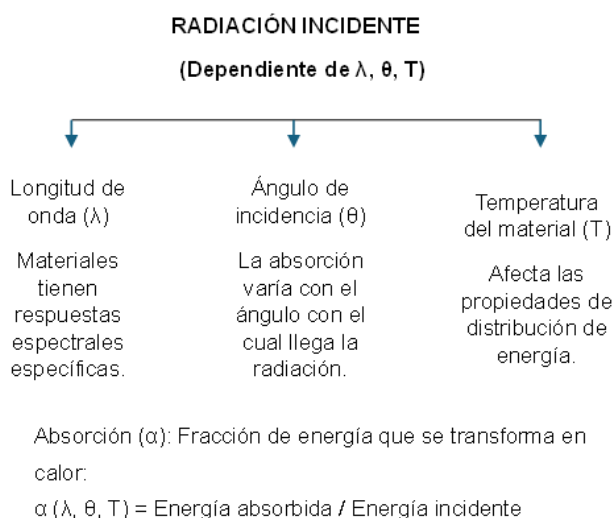 RADIACIÓN INCIDENTE
(Dependiente de λ, θ, T)
Longitud de
onda (λ)
Materiales
tienen
respuestas
espectrales
específicas.
Ángulo de
incidencia (θ)
La absorción
varía con el
ángulo con el
cual llega la
radiación.
Temperatura
del material (T)
Afecta las
propiedades de
distribución de
energía.
Absorción (α): Fracción de energía que se transforma en
calor:
α (λ, θ, T) = Energía absorbida / Energía incidente